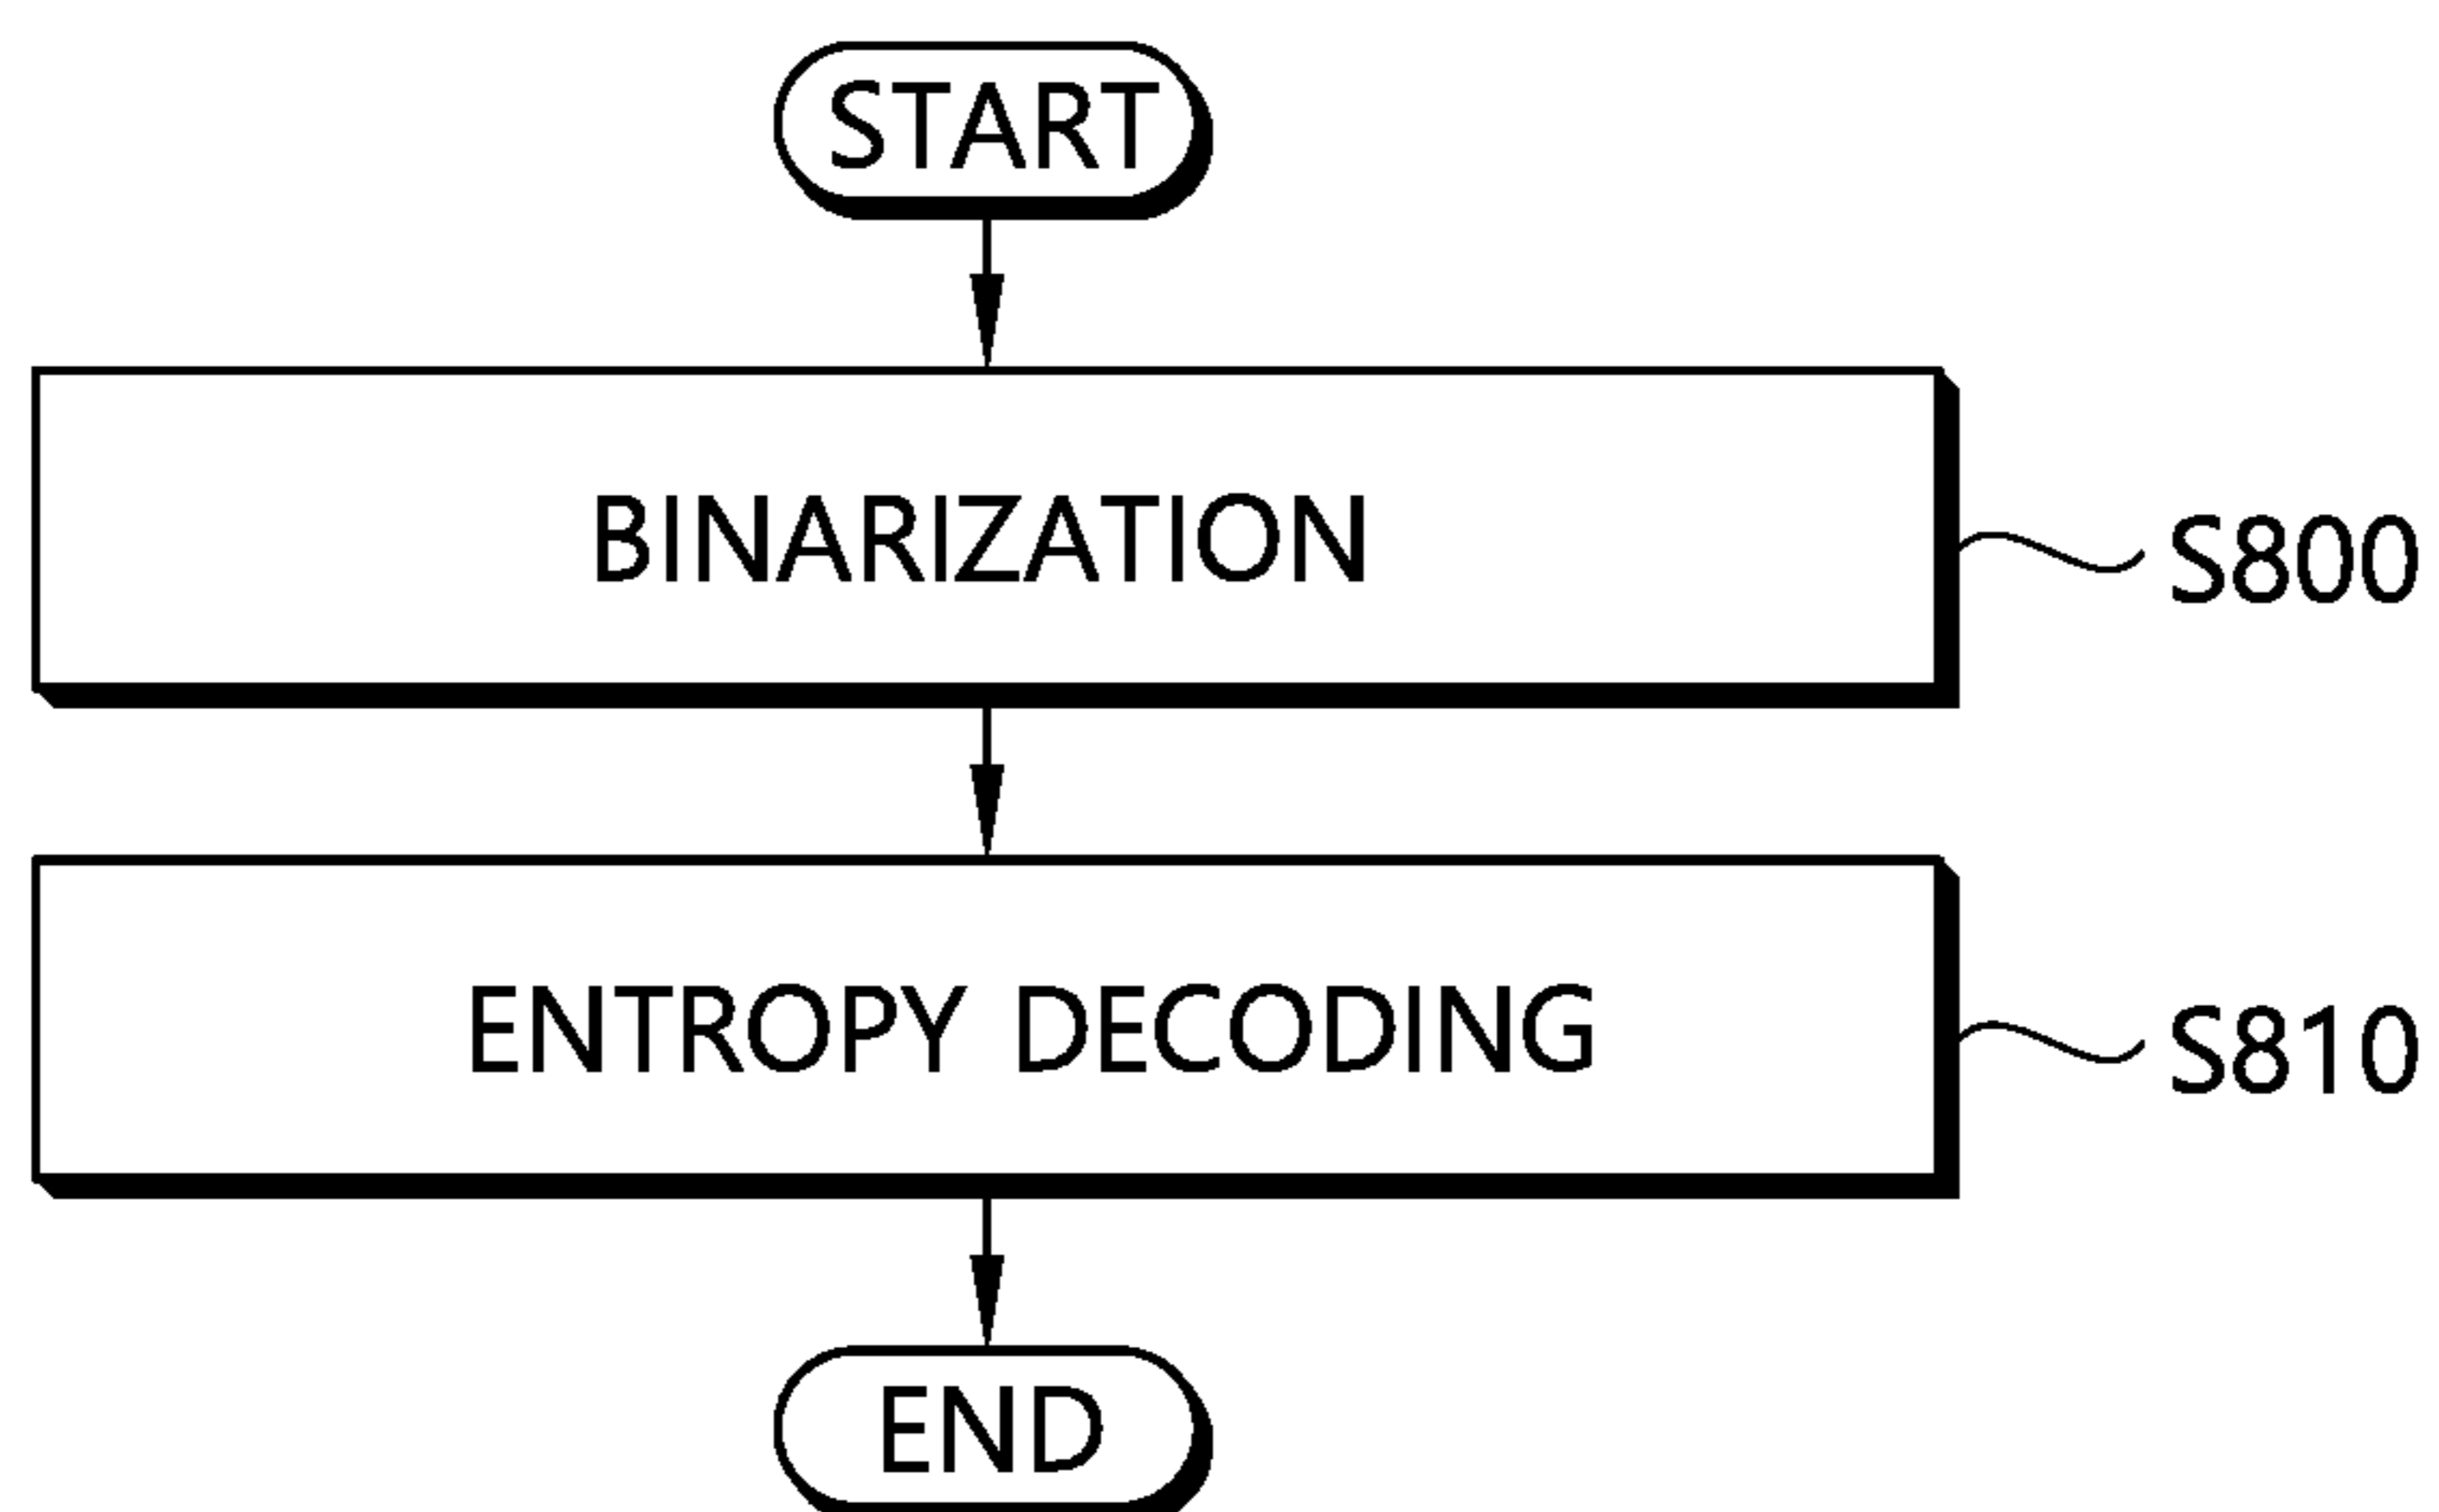 START
BINARIZATION
S800
ENTROPY DECODING
S810
END